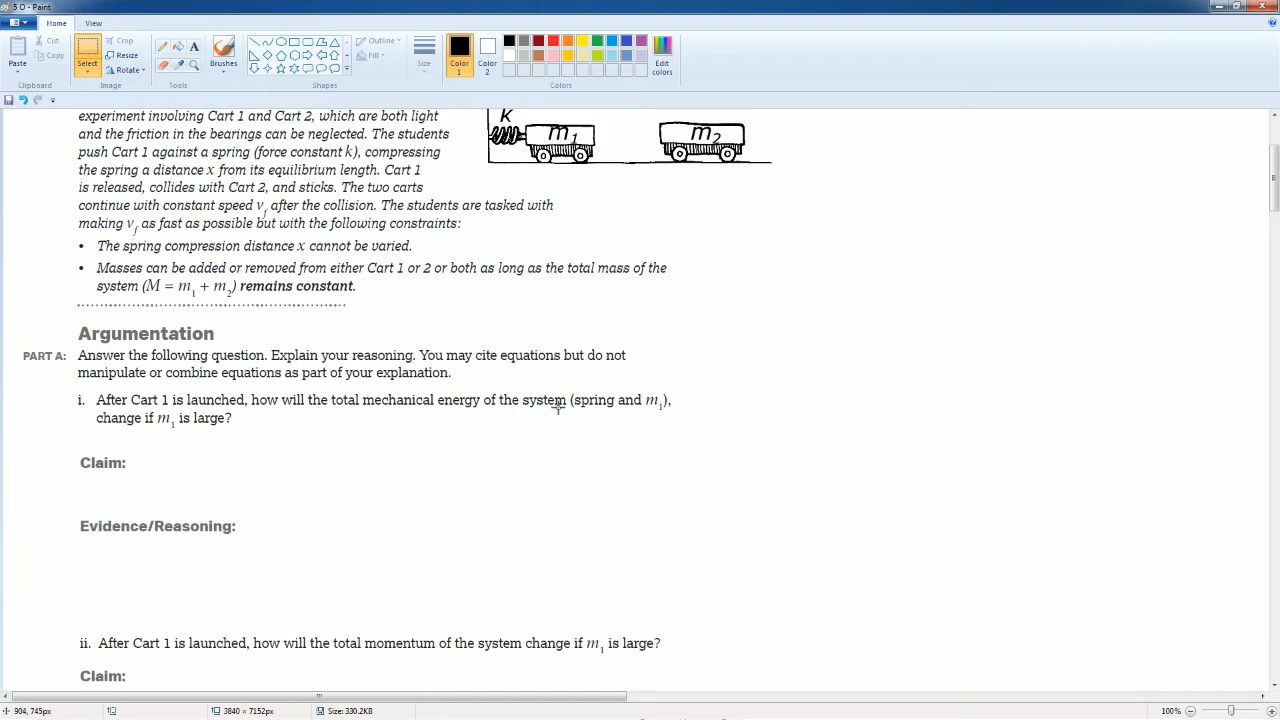 5 O - Paint
Home
View
Paste
Cut
Copy
Clipboard
Select
Crop
Resize
Rotate
Image
A
Tools
Brushes
Shapes
Outline
Fill
Size
Color 1
Color 2
Edit colors
Colors
experiment involving Cart 1 and Cart 2, which are both light
and the friction in the bearings can be neglected. The students
push Cart 1 against a spring (force constant k), compressing
the spring a distance x from its equilibrium length. Cart 1
is released, collides with Cart 2, and sticks. The two carts
continue with constant speed v_f after the collision. The students are tasked with
making v_f as fast as possible but with the following constraints:
• The spring compression distance x cannot be varied.
• Masses can be added or removed from either Cart 1 or 2 or both as long as the total mass of the
system (M = m₁ + m₂) remains constant.
k
m₁
m₂
Argumentation
PART A: Answer the following question. Explain your reasoning. You may cite equations but do not
manipulate or combine equations as part of your explanation.
i. After Cart 1 is launched, how will the total mechanical energy of the system (spring and m₁),
change if m₁ is large?
Claim:
Evidence/Reasoning:
ii. After Cart 1 is launched, how will the total momentum of the system change if m₁ is large?
Claim:
904, 745px
3840 × 7152px
Size: 330.2KB
100%